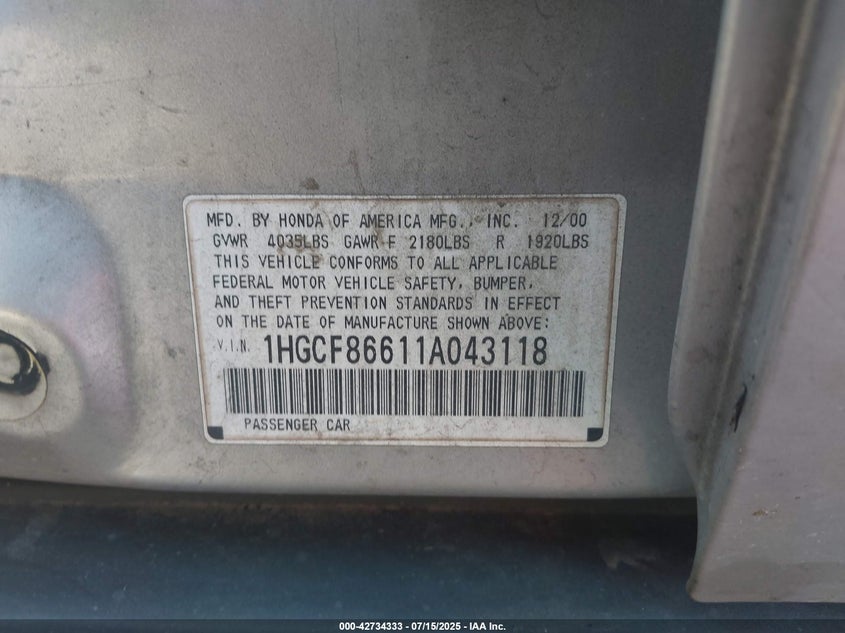 MFD. BY HONDA OF AMERICA MFG., INC. 12/00
GVWR 4035LBS GAWR F 2180LBS R 1920LBS
THIS VEHICLE CONFORMS TO ALL APPLICABLE
FEDERAL MOTOR VEHICLE SAFETY, BUMPER,
AND THEFT PREVENTION STANDARDS IN EFFECT
ON THE DATE OF MANUFACTURE SHOWN ABOVE:
V.I.N. 1HGCF86611A043118
PASSENGER CAR
000-42734333 - 07/15/2025 - IAA Inc.